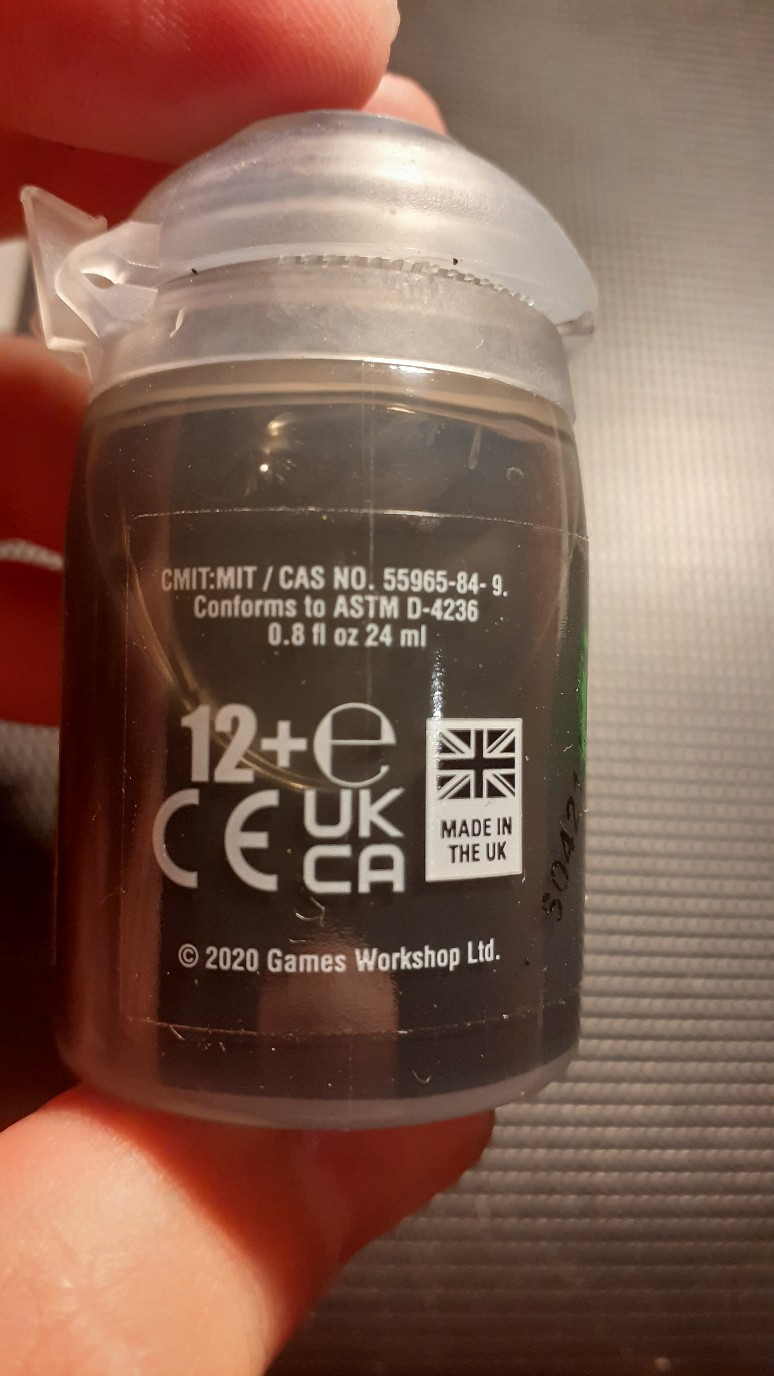 CMIT:MIT / CAS NO. 55965-84- 9.
Conforms to ASTM D-4236
0.8 fl oz 24 ml
12+ ℮
CE UK
CA
MADE IN
THE UK
© 2020 Games Workshop Ltd.